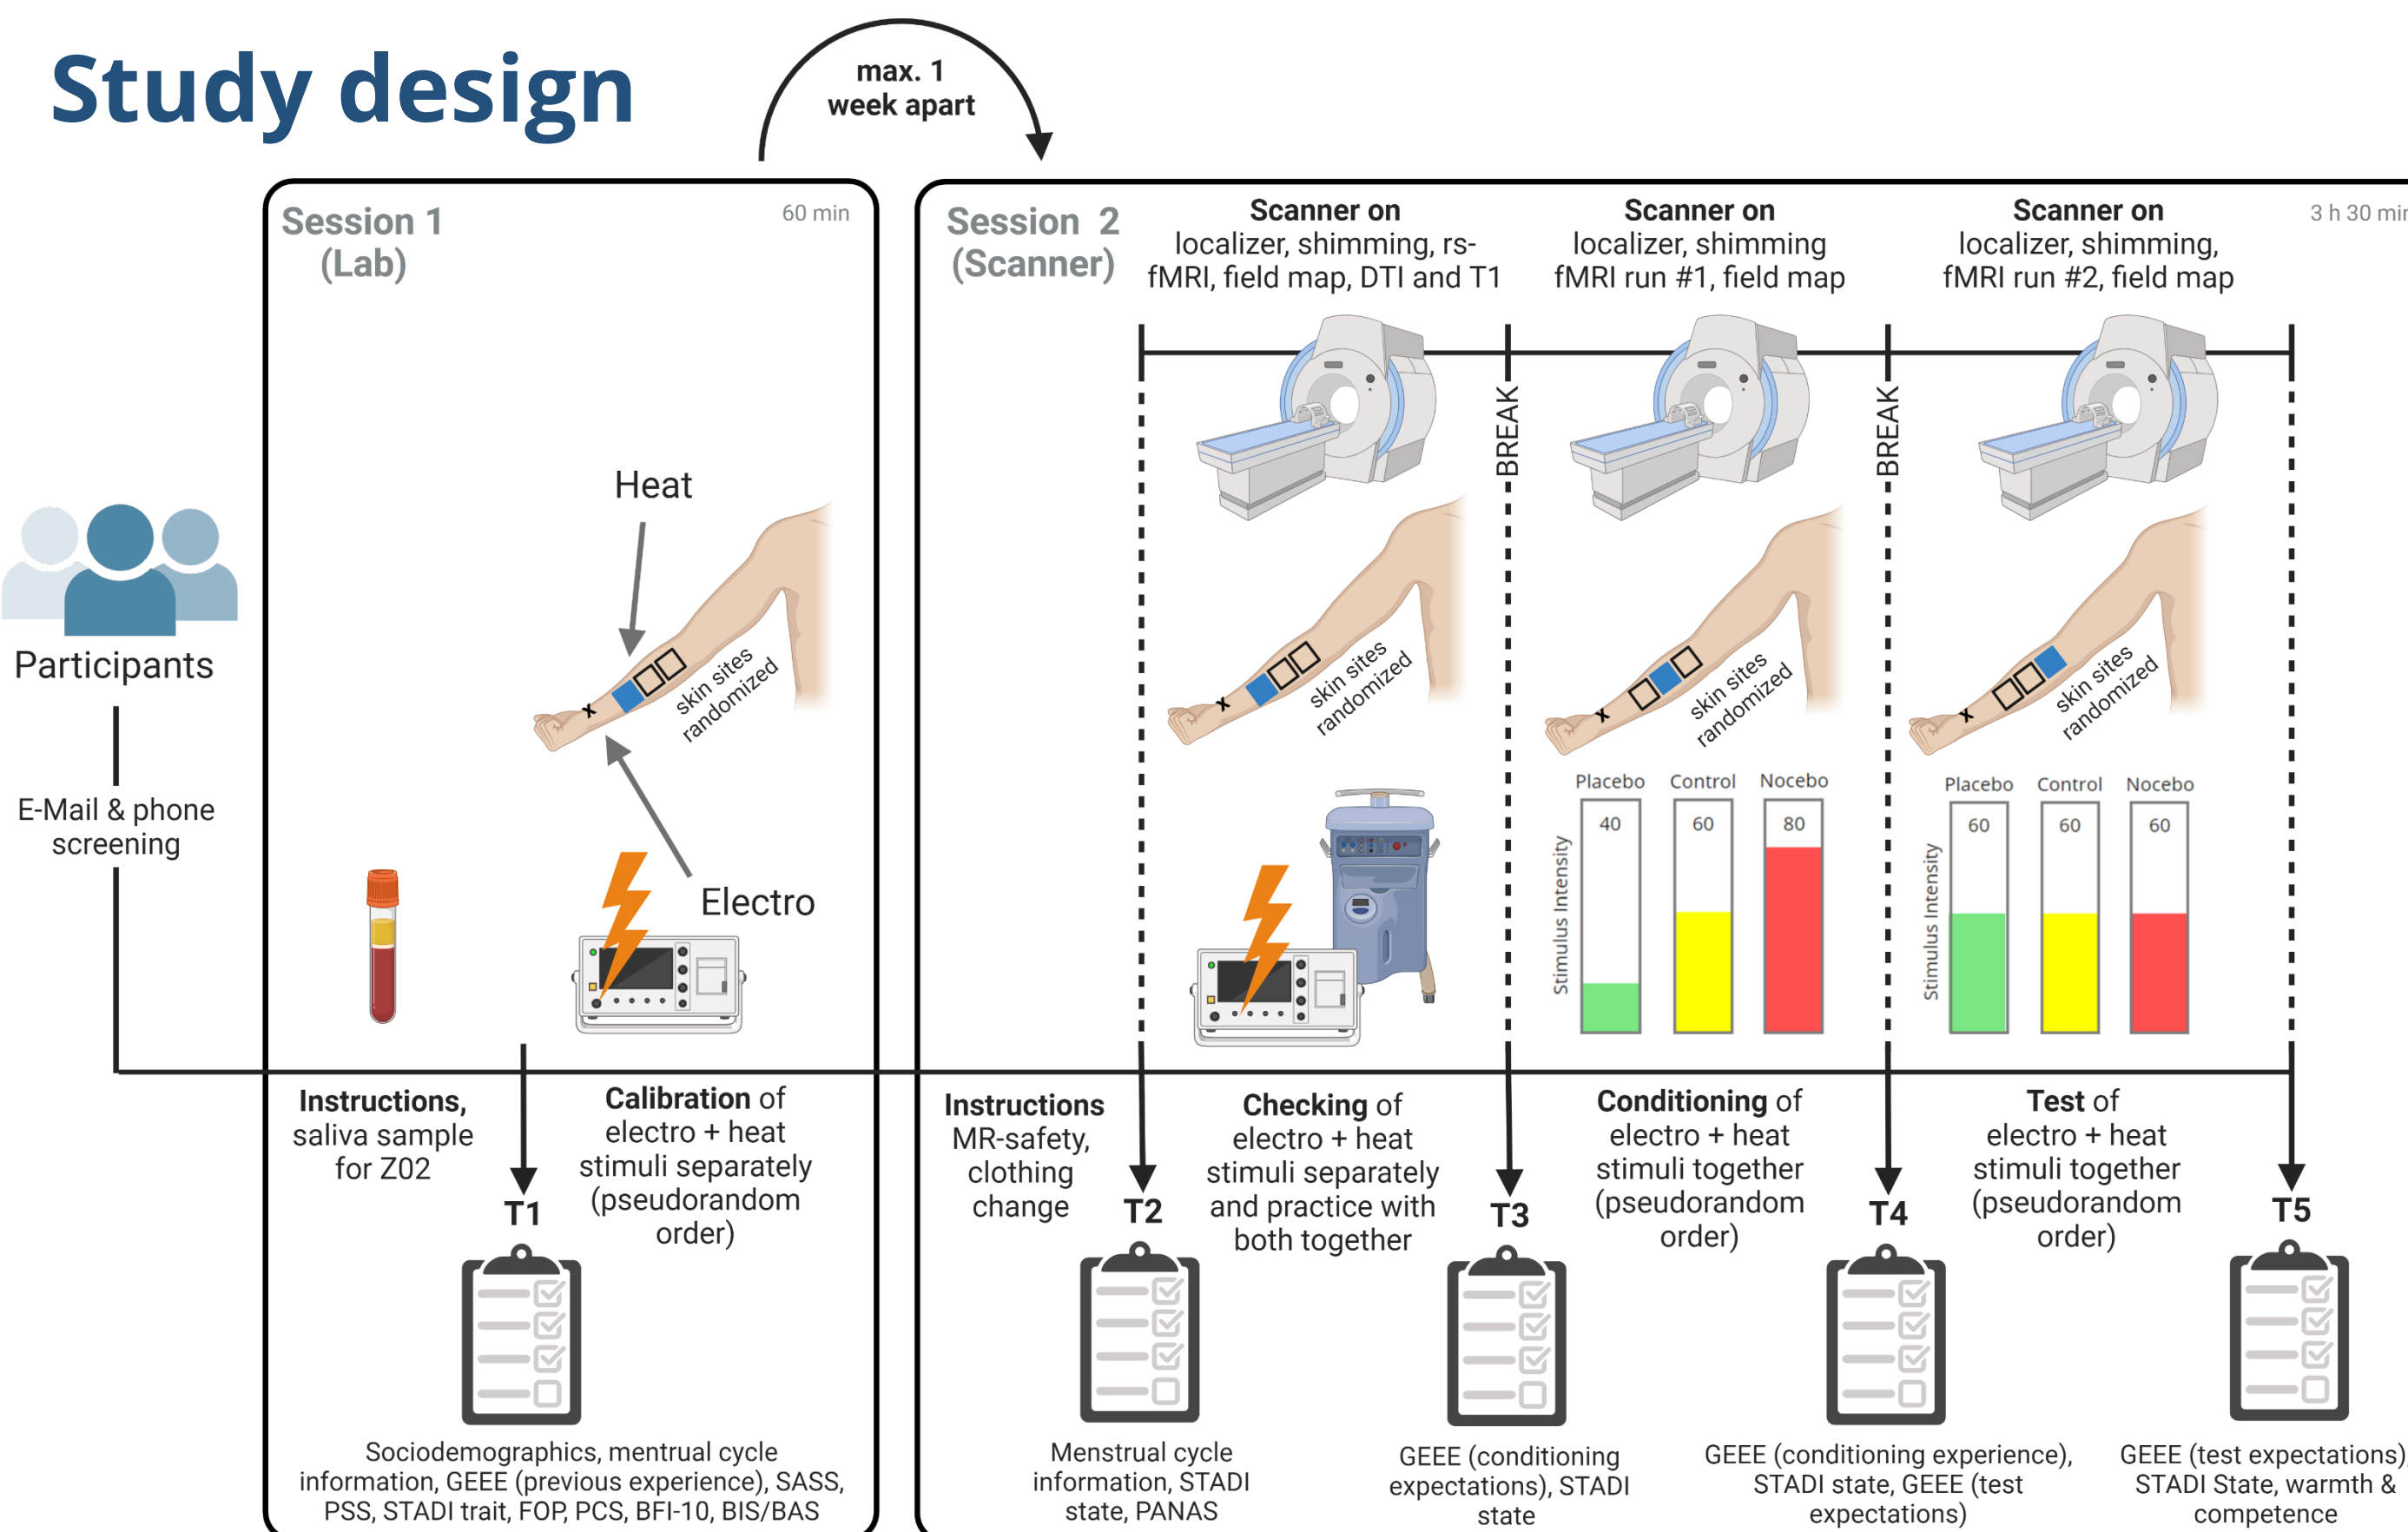 Study design
max. 1
week apart
Participants
E-Mail & phone
screening
Session 1
(Lab)
60 min
Heat
skin sites
randomized
x
Electro
Instructions,
saliva sample
for Z02
T1
Calibration of
electro + heat
stimuli separately
(pseudorandom
order)
Sociodemographics, mentrual cycle
information, GEEE (previous experience), SASS,
PSS, STADI trait, FOP, PCS, BFI-10, BIS/BAS
Session 2
(Scanner)
3 h 30 min
Scanner on
localizer, shimming, rs-
fMRI, field map, DTI and T1
BREAK
Scanner on
localizer, shimming
fMRI run #1, field map
BREAK
Scanner on
localizer, shimming,
fMRI run #2, field map
x
skin sites
randomized
x
skin sites
randomized
x
skin sites
randomized
Placebo Control Nocebo
40 60 80
Stimulus Intensity
Placebo Control Nocebo
60 60 60
Stimulus Intensity
Instructions
MR-safety,
clothing
change
T2
Checking of
electro + heat
stimuli separately
and practice with
both together
T3
Conditioning of
electro + heat
stimuli together
(pseudorandom
order)
T4
Test of
electro + heat
stimuli together
(pseudorandom
order)
T5
Menstrual cycle
information, STADI
state, PANAS
GEEE (conditioning
expectations), STADI
state
GEEE (conditioning experience),
STADI state, GEEE (test
expectations)
GEEE (test expectations),
STADI State, warmth &
competence